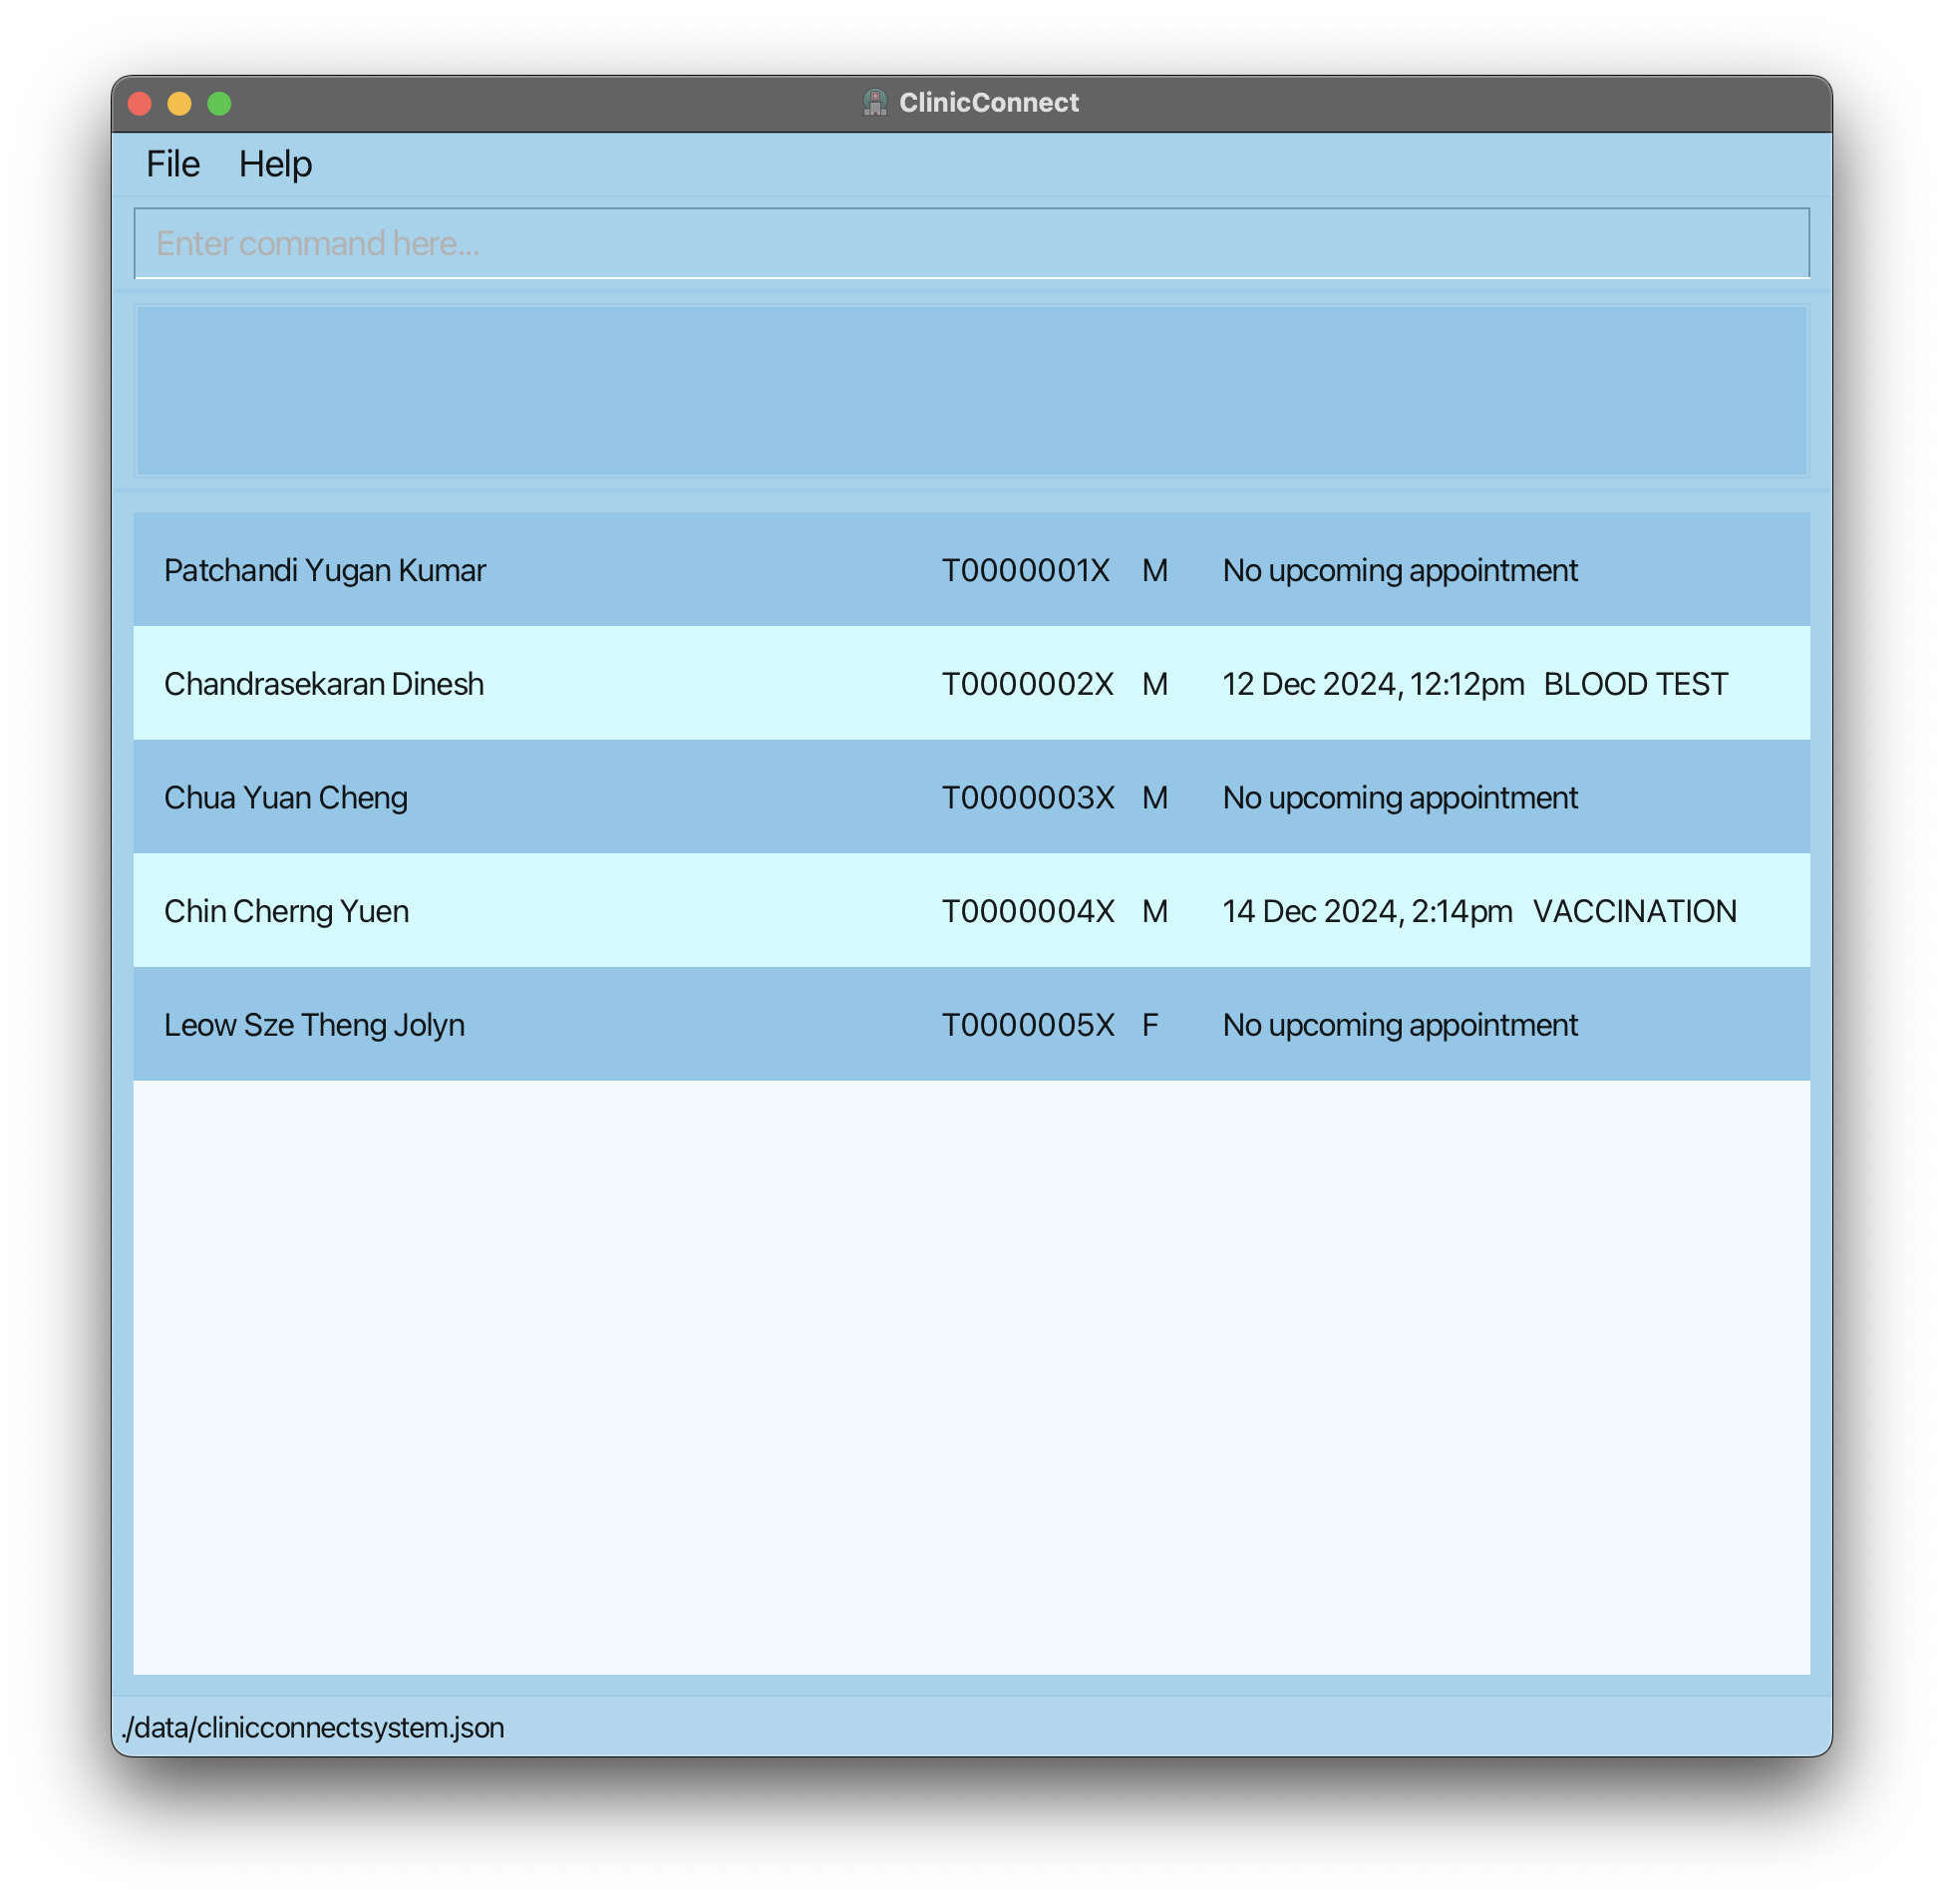 ClinicConnect
File Help
Enter command here...
Patchandi Yugan Kumar T0000001X M No upcoming appointment
Chandrasekaran Dinesh T0000002X M 12 Dec 2024, 12:12pm BLOOD TEST
Chua Yuan Cheng T0000003X M No upcoming appointment
Chin Cherng Yuen T0000004X M 14 Dec 2024, 2:14pm VACCINATION
Leow Sze Theng Jolyn T0000005X F No upcoming appointment
./data/clinicconnectsystem.json